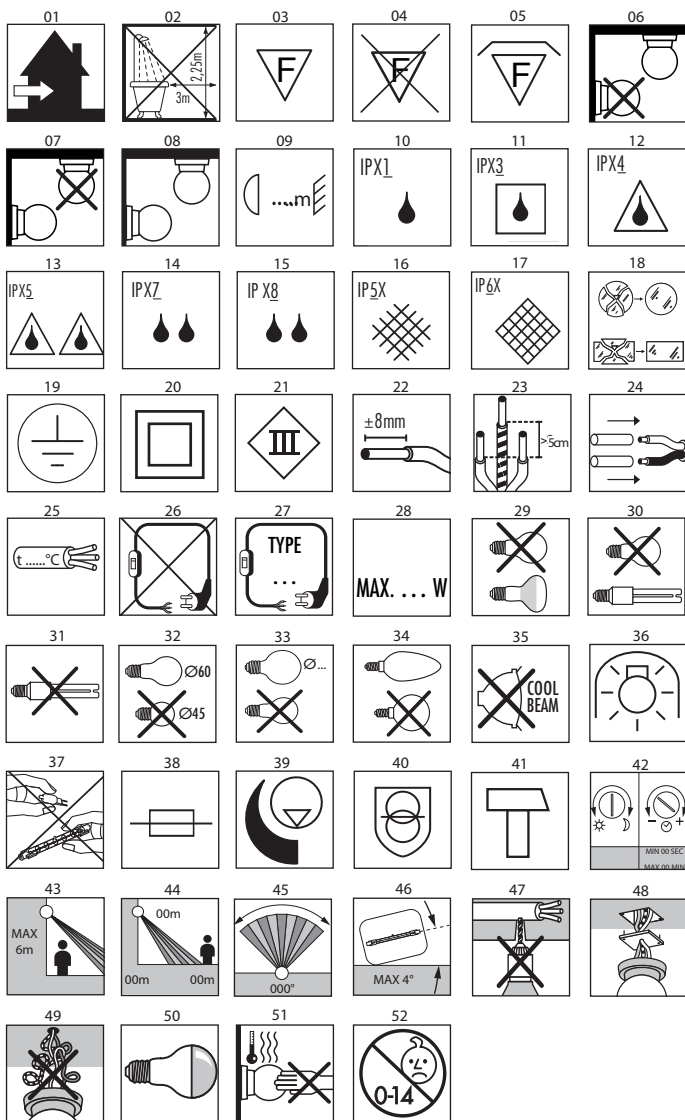 01 02 03 04 05 06
2,25m
3m
F
F
F
07 08 09 10 11 12
.....m
IPX1
IPX3
IPX4
13 14 15 16 17 18
IPX5
IPX7
IP X8
IP5X
IP6X
19 20 21 22 23 24
III
±8mm
>5cm
25 26 27 28 29 30
t ......°C
TYPE
...
MAX. ... W
31 32 33 34 35 36
Ø60
Ø45
Ø...
COOL
BEAM
37 38 39 40 41 42
- +
MIN 00 SEC
MAX 00 MIN
43 44 45 46 47 48
MAX
6m
00m
00m 00m
000°
MAX 4°
49 50 51 52
0-14